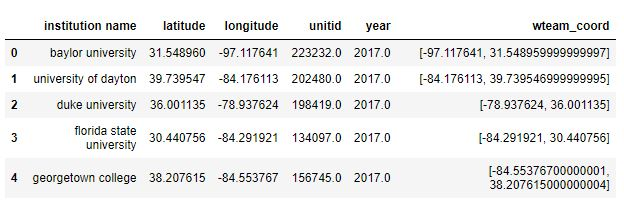 institution name latitude longitude unitid year wteam_coord
0 baylor university 31.548960 -97.117641 223232.0 2017.0 [-97.117641, 31.548959999999997]
1 university of dayton 39.739547 -84.176113 202480.0 2017.0 [-84.176113, 39.739546999999995]
2 duke university 36.001135 -78.937624 198419.0 2017.0 [-78.937624, 36.001135]
3 florida state university 30.440756 -84.291921 134097.0 2017.0 [-84.291921, 30.440756]
4 georgetown college 38.207615 -84.553767 156745.0 2017.0 [-84.55376700000001, 38.207615000000004]